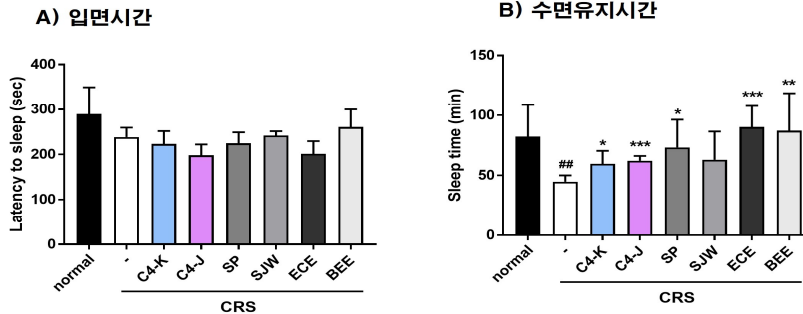 A) 입면시간
Latency to sleep (sec)
400
300
200
100
0
normal
-
C4-K
C4-J
SP
SJW
ECE
BEE
CRS
B) 수면유지시간
Sleep time (min)
150
100
50
0
##
*
***
*
***
**
normal
-
C4-K
C4-J
SP
SJW
ECE
BEE
CRS